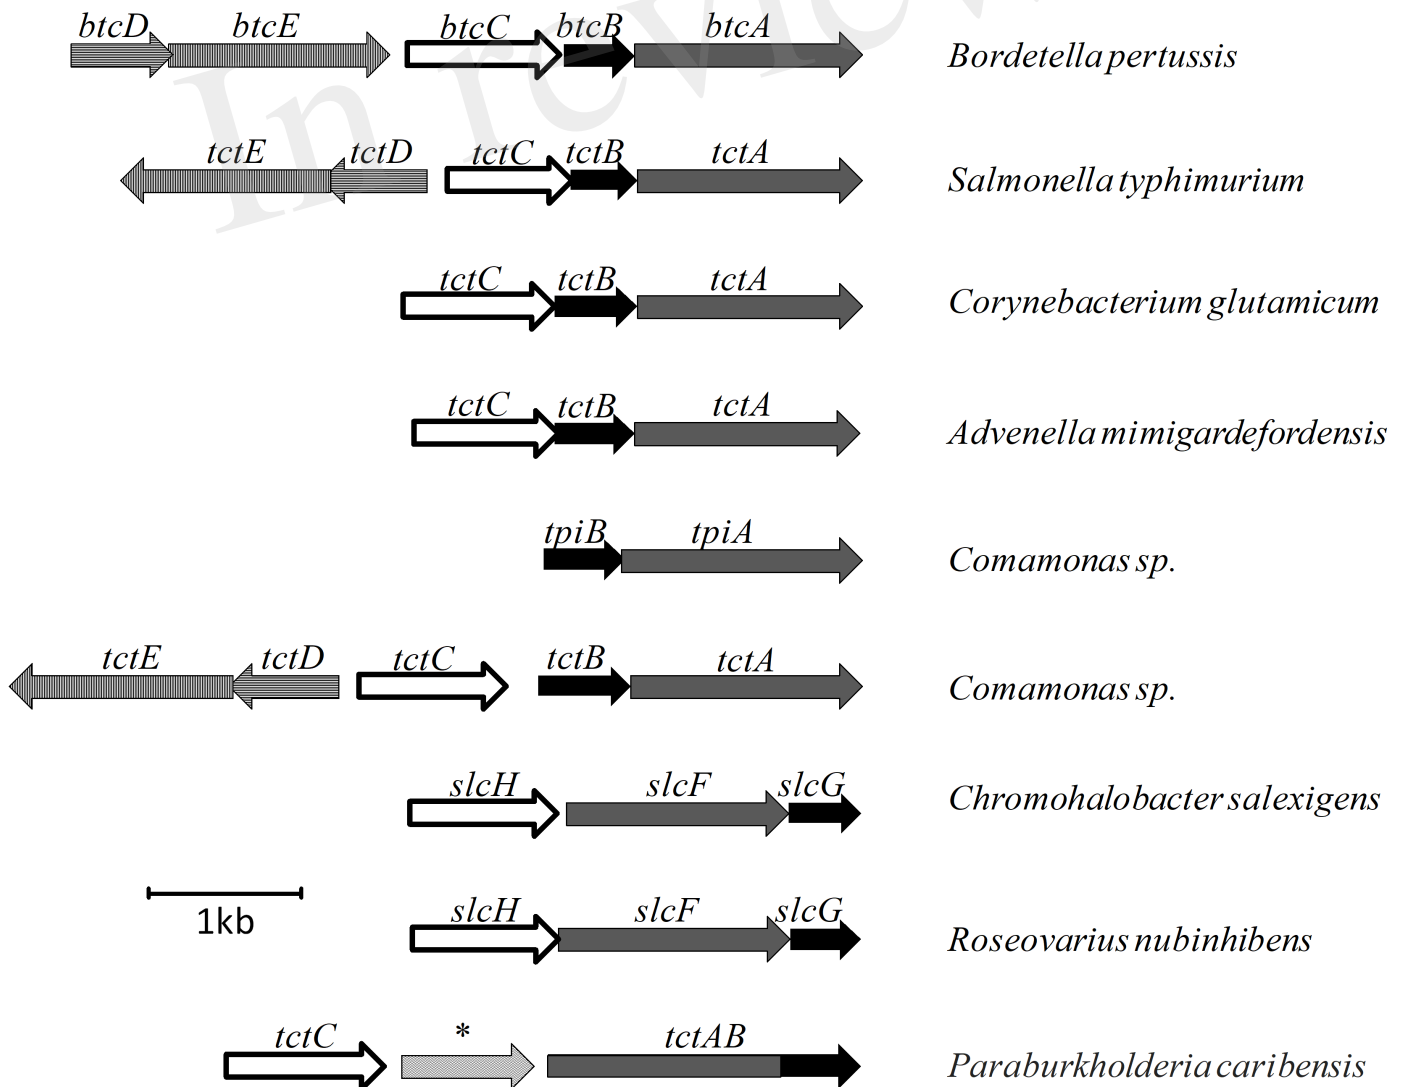 In review
btcD btcE btcC btcB btcA
Bordetella pertussis
tctE tctD tctC tctB tctA
Salmonella typhimurium
tctC tctB tctA
Corynebacterium glutamicum
tctC tctB tctA
Advenella mimigardefordensis
tpiB tpiA
Comamonas sp.
tctE tctD tctC tctB tctA
Comamonas sp.
slcH slcF slcG
Chromohalobacter salexigens
1kb
slcH slcF slcG
Roseovarius nubinhibens
tctC * tctAB
Paraburkholderia caribensis